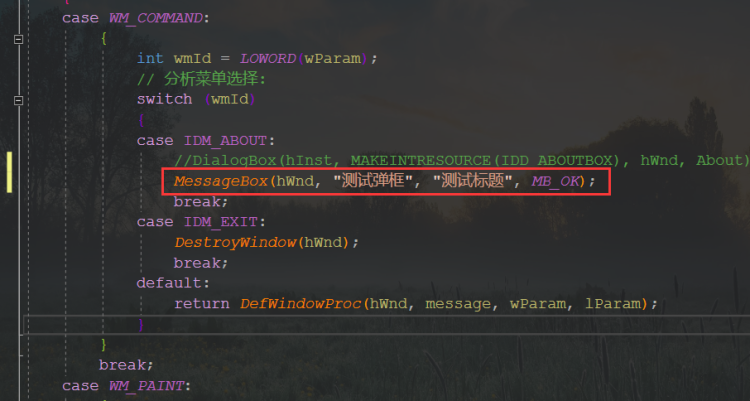 case WM_COMMAND:
{
int wmId = LOWORD(wParam);
// 分析菜单选择:
switch (wmId)
{
case IDM_ABOUT:
//DialogBox(hInst, MAKEINTRESOURCE(IDD_ABOUTBOX), hWnd, About)
MessageBox(hWnd, "测试弹框", "测试标题", MB_OK);
break;
case IDM_EXIT:
DestroyWindow(hWnd);
break;
default:
return DefWindowProc(hWnd, message, wParam, lParam);
}
}
break;
case WM_PAINT: